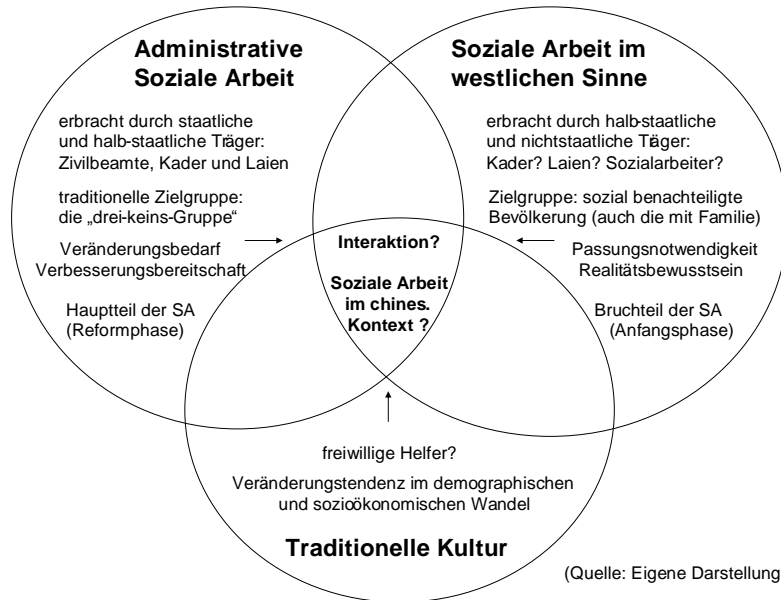 Administrative
Soziale Arbeit
erbracht durch staatliche
und halb-staatliche Träger:
Zivilbeamte, Kader und Laien
traditionelle Zielgruppe:
die „drei-keins-Gruppe“
Veränderungsbedarf
Verbesserungsbereitschaft
Hauptteil der SA
(Reformphase)
Soziale Arbeit im
westlichen Sinne
erbracht durch halb-staatliche
und nichtstaatliche Träger:
Kader? Laien? Sozialarbeiter?
Zielgruppe: sozial benachteiligte
Bevölkerung (auch die mit Familie)
Passungsnotwendigkeit
Realitätsbewusstsein
Bruchteil der SA
(Anfangsphase)
Interaktion?
Soziale Arbeit
im chines.
Kontext ?
freiwillige Helfer?
Veränderungstendenz im demographischen
und sozioökonomischen Wandel
Traditionelle Kultur
(Quelle: Eigene Darstellung